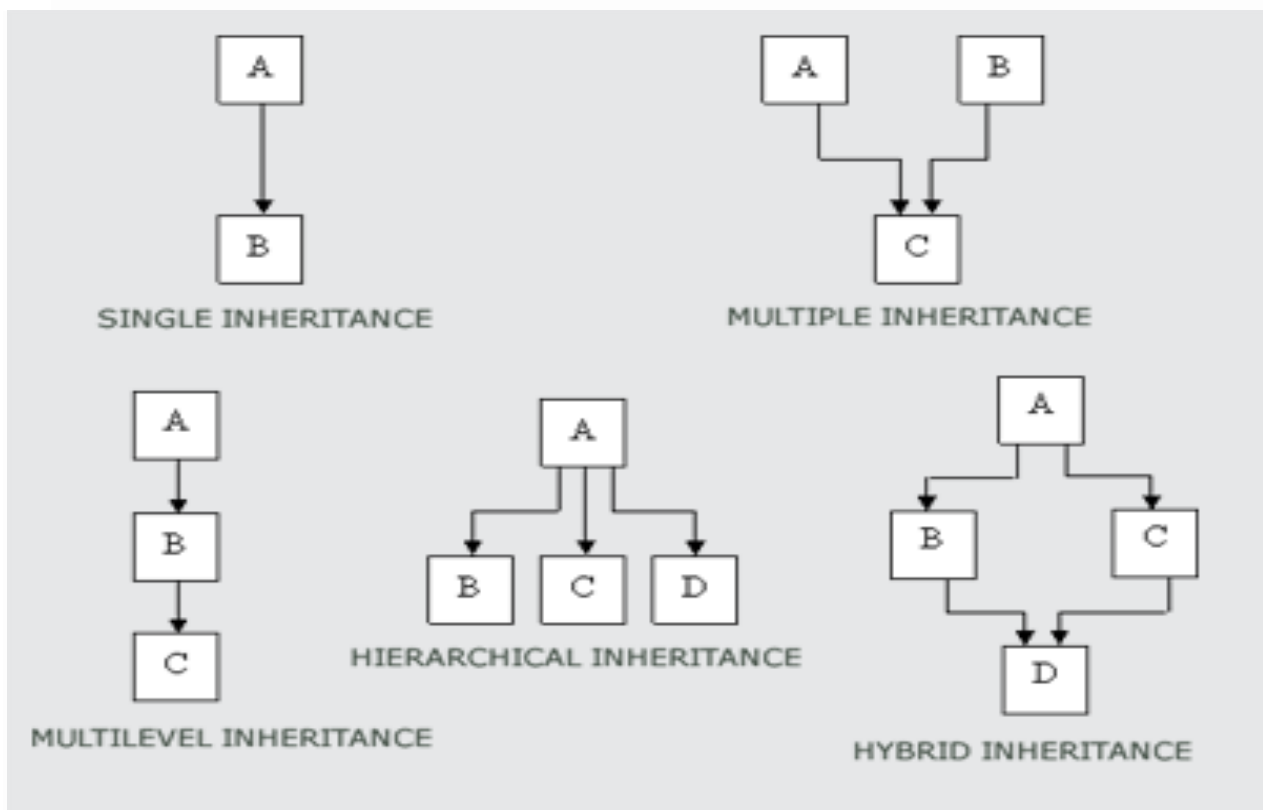 A
B
SINGLE INHERITANCE
A B
C
MULTIPLE INHERITANCE
A
B
C
MULTILEVEL INHERITANCE
A
B C D
HIERARCHICAL INHERITANCE
A
B C
D
HYBRID INHERITANCE